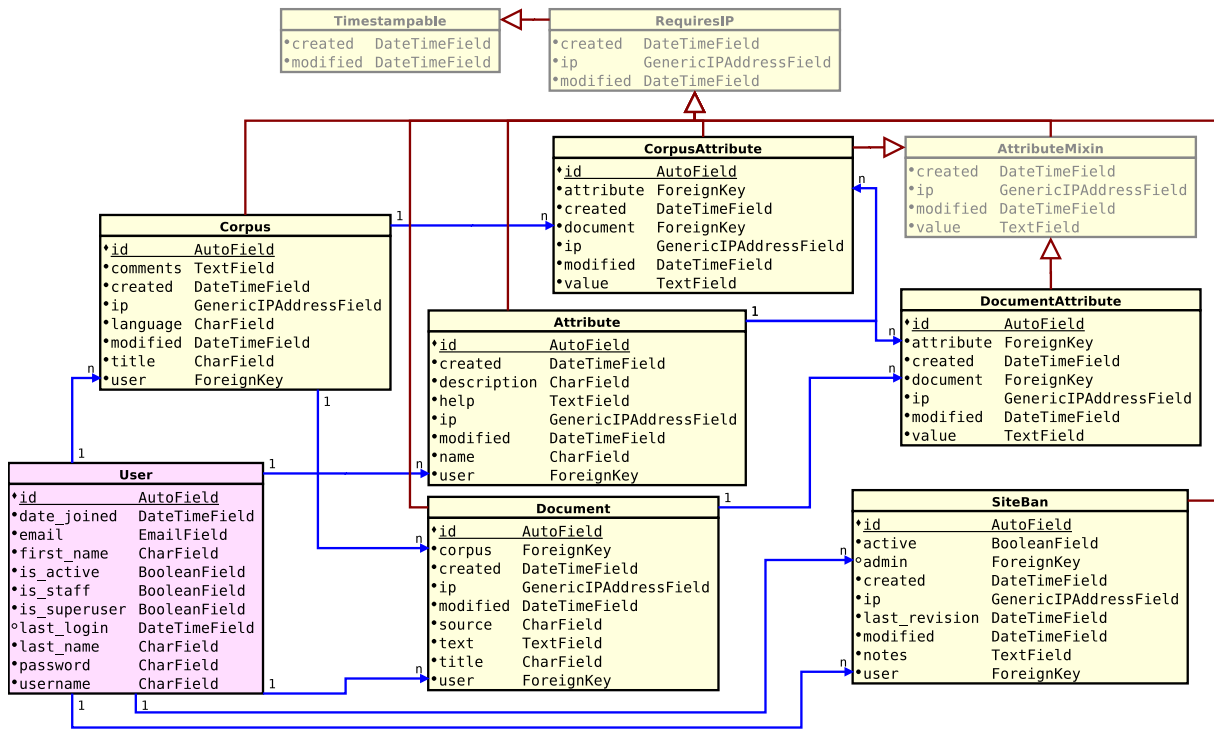 Timestampable
created DateTimeField
modified DateTimeField
RequiresIP
created DateTimeField
ip GenericIPAddressField
modified DateTimeField
CorpusAttribute
id AutoField
attribute ForeignKey
created DateTimeField
document ForeignKey
ip GenericIPAddressField
modified DateTimeField
value TextField
AttributeMixin
created DateTimeField
ip GenericIPAddressField
modified DateTimeField
value TextField
n
1
n
Corpus
id AutoField
comments TextField
created DateTimeField
ip GenericIPAddressField
language CharField
modified DateTimeField
title CharField
user ForeignKey
n
1
Attribute
id AutoField
created DateTimeField
description CharField
help TextField
ip GenericIPAddressField
modified DateTimeField
name CharField
user ForeignKey
1
n
DocumentAttribute
id AutoField
attribute ForeignKey
created DateTimeField
document ForeignKey
ip GenericIPAddressField
modified DateTimeField
value TextField
n
n
1
1
n
User
id AutoField
date_joined DateTimeField
email EmailField
first_name CharField
is_active BooleanField
is_staff BooleanField
is_superuser BooleanField
last_login DateTimeField
last_name CharField
password CharField
username CharField
1
1
1
Document
id AutoField
corpus ForeignKey
created DateTimeField
ip GenericIPAddressField
modified DateTimeField
source CharField
text TextField
title CharField
user ForeignKey
1
n
SiteBan
id AutoField
active BooleanField
admin ForeignKey
created DateTimeField
ip GenericIPAddressField
last_revision DateTimeField
modified DateTimeField
notes TextField
user ForeignKey
n
n